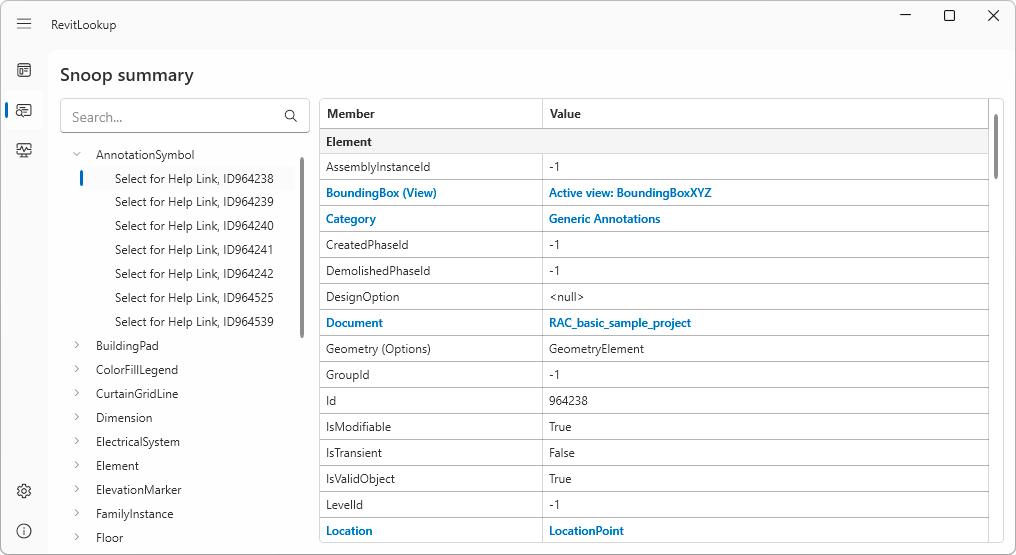 RevitLookup
Snoop summary
Search...
AnnotationSymbol
Select for Help Link, ID964238
Select for Help Link, ID964239
Select for Help Link, ID964240
Select for Help Link, ID964241
Select for Help Link, ID964242
Select for Help Link, ID964525
Select for Help Link, ID964539
BuildingPad
ColorFillLegend
CurtainGridLine
Dimension
ElectricalSystem
Element
ElevationMarker
FamilyInstance
Floor
Member Value
Element
AssemblyInstanceId -1
BoundingBox (View) Active view: BoundingBoxXYZ
Category Generic Annotations
CreatedPhaseId -1
DemolishedPhaseId -1
DesignOption <null>
Document RAC_basic_sample_project
Geometry (Options) GeometryElement
GroupId -1
Id 964238
IsModifiable True
IsTransient False
IsValidObject True
LevelId -1
Location LocationPoint